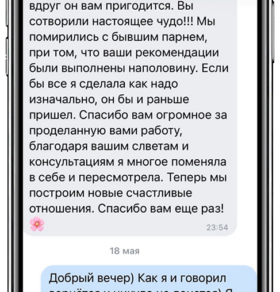 вдруг он вам пригодится. Вы
сотворили настоящее чудо!!! Мы
помирились с бывшим парнем,
при том, что ваши рекомендации
были выполнены наполовину. Если
бы все я сделала как надо
изначально, он бы и раньше
пришел. Спасибо вам огромное за
проделанную вами работу,
благодаря вашим слветам и
консультациям я многое поменяла
в себе и пересмотрела. Теперь мы
построим новые счастливые
отношения. Спасибо вам еще раз!
🌸
23:54
18 мая
Добрый вечер) Как я и говорил